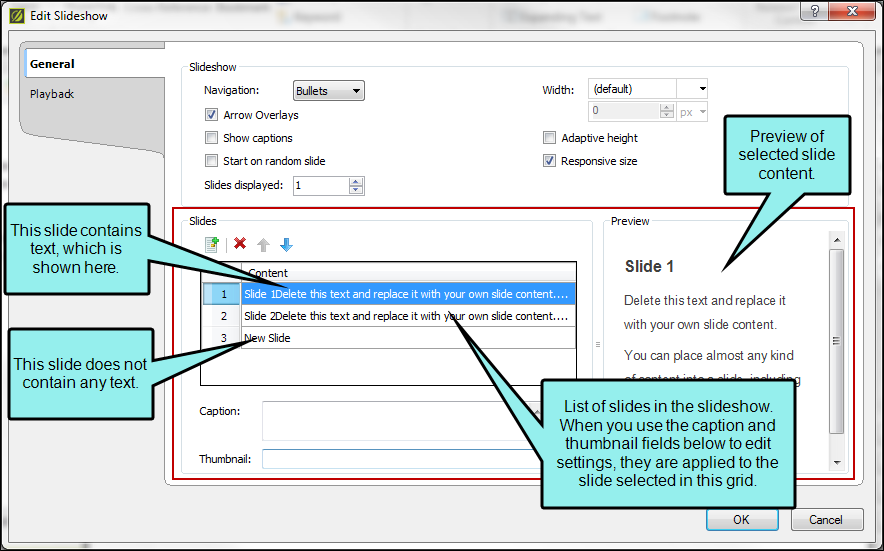 Edit Slideshow
General
Playback
Slideshow
Navigation: Bullets
Width: (default)
Arrow Overlays
0 px
Show captions
Adaptive height
Start on random slide
Responsive size
Slides displayed: 1
Preview of
selected slide
content.
This slide contains
text, which is
shown here.
Slides
Preview
Content
1 Slide 1Delete this text and replace it with your own slide content....
2 Slide 2Delete this text and replace it with your own slide content....
3 New Slide
Slide 1
Delete this text and replace it
with your own slide content.
You can place almost any kind
of content into a slide, including
This slide does not
contain any text.
List of slides in the slideshow.
When you use the caption and
thumbnail fields below to edit
settings, they are applied to the
slide selected in this grid.
Caption:
Thumbnail:
OK
Cancel